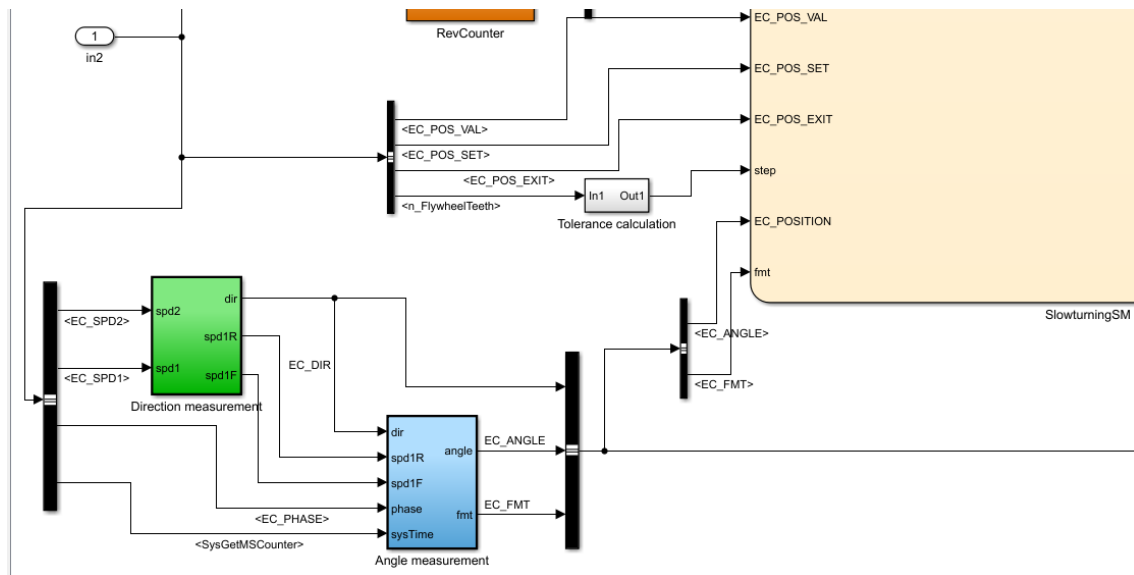 RevCounter
1
in2
EC_POS_VAL
EC_POS_SET
EC_POS_EXIT
step
EC_POSITION
fmt
SlowturningSM
<EC_POS_VAL>
<EC_POS_SET>
<EC_POS_EXIT>
<n_FlywheelTeeth>
In1 Out1
Tolerance calculation
<EC_SPD2>
<EC_SPD1>
spd2
spd1
dir
spd1R
spd1F
Direction measurement
EC_DIR
<EC_PHASE>
<SysGetMSCounter>
dir
spd1R
spd1F
phase
sysTime
angle
fmt
Angle measurement
EC_ANGLE
EC_FMT
<EC_ANGLE>
<EC_FMT>